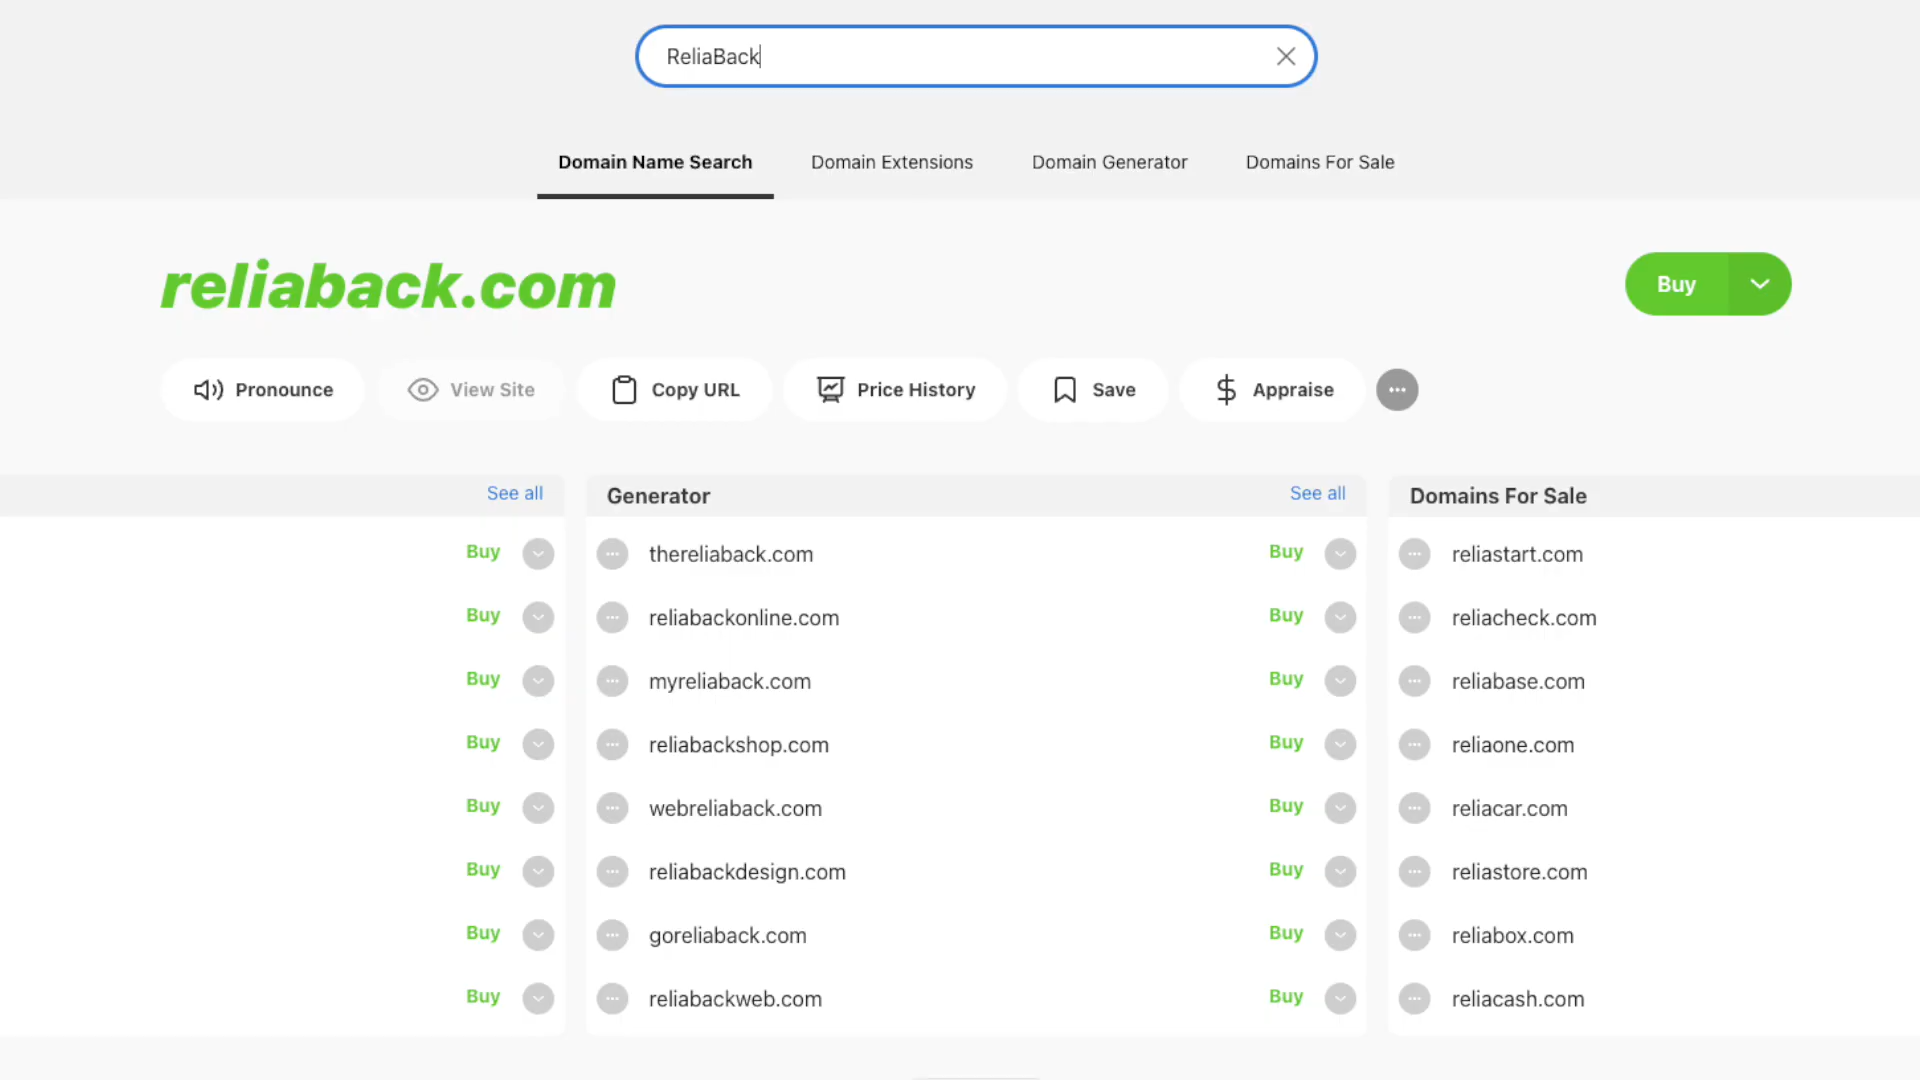 ReliaBack
Domain Name Search
Domain Extensions
Domain Generator
Domains For Sale
reliaback.com
Buy
Pronounce
View Site
Copy URL
Price History
Save
Appraise
See all
Buy
Buy
Buy
Buy
Buy
Buy
Buy
Buy
Generator
See all
thereliaback.com
Buy
reliabackonline.com
Buy
myreliaback.com
Buy
reliabackshop.com
Buy
webreliaback.com
Buy
reliabackdesign.com
Buy
goreliaback.com
Buy
reliabackweb.com
Buy
Domains For Sale
reliastart.com
reliacheck.com
reliabase.com
reliaone.com
reliacar.com
reliastore.com
reliabox.com
reliacash.com